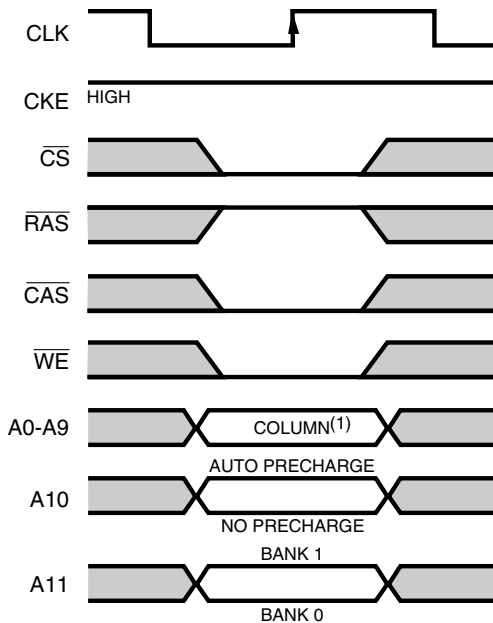 CLK
CKE HIGH
CS
RAS
CAS
WE
A0-A9 COLUMN(1)
AUTO PRECHARGE
A10
NO PRECHARGE
BANK 1
A11
BANK 0